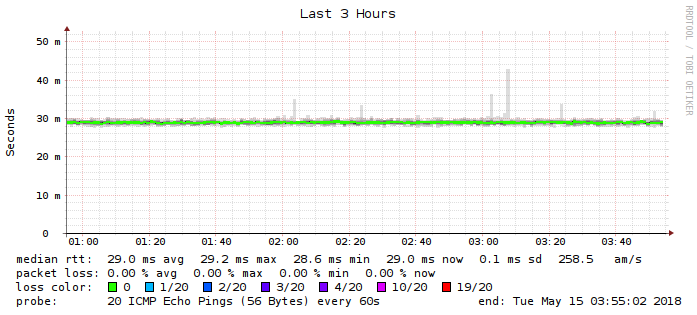 Last 3 Hours
RRDTOOL / TOBI OETIKER
Seconds
50 m
40 m
30 m
20 m
10 m
0
01:00 01:20 01:40 02:00 02:20 02:40 03:00 03:20 03:40
median rtt: 29.0 ms avg 29.2 ms max 28.6 ms min 29.0 ms now 0.1 ms sd 258.5 am/s
packet loss: 0.00 % avg 0.00 % max 0.00 % min 0.00 % now
loss color: 0 1/20 2/20 3/20 4/20 10/20 19/20
probe: 20 ICMP Echo Pings (56 Bytes) every 60s end: Tue May 15 03:55:02 2018